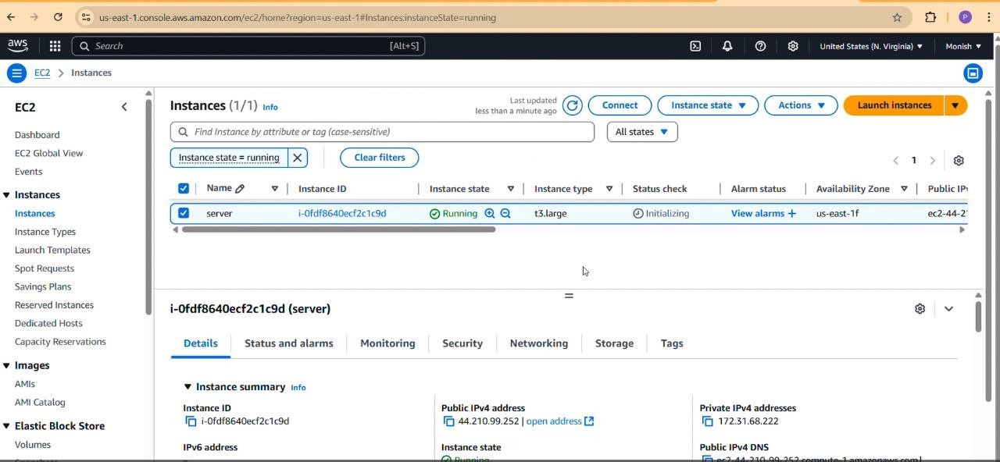 us-east-1.console.aws.amazon.com/ec2/home?region=us-east-1#Instances:instanceState=running
P
aws
Search
[Alt+S]
United States (N. Virginia)
Monish
EC2
Instances
EC2
Dashboard
EC2 Global View
Events
Instances
Instances
Instance Types
Launch Templates
Spot Requests
Savings Plans
Reserved Instances
Dedicated Hosts
Capacity Reservations
Images
AMIs
AMI Catalog
Elastic Block Store
Volumes
Instances (1/1) Info
Last updated
less than a minute ago
Connect
Instance state
Actions
Launch instances
Find Instance by attribute or tag (case-sensitive)
All states
Instance state = running
Clear filters
1
Name
Instance ID
Instance state
Instance type
Status check
Alarm status
Availability Zone
Public IPv
server
i-0fdf8640ecf2c1c9d
Running
t3.large
Initializing
View alarms +
us-east-1f
ec2-44-21
i-0fdf8640ecf2c1c9d (server)
Details
Status and alarms
Monitoring
Security
Networking
Storage
Tags
Instance summary Info
Instance ID
i-0fdf8640ecf2c1c9d
IPv6 address
Public IPv4 address
44.210.99.252 | open address
Instance state
Running
Private IPv4 addresses
172.31.68.222
Public IPv4 DNS
ec2-44-210-99-252.compute-1.amazonaws.com |